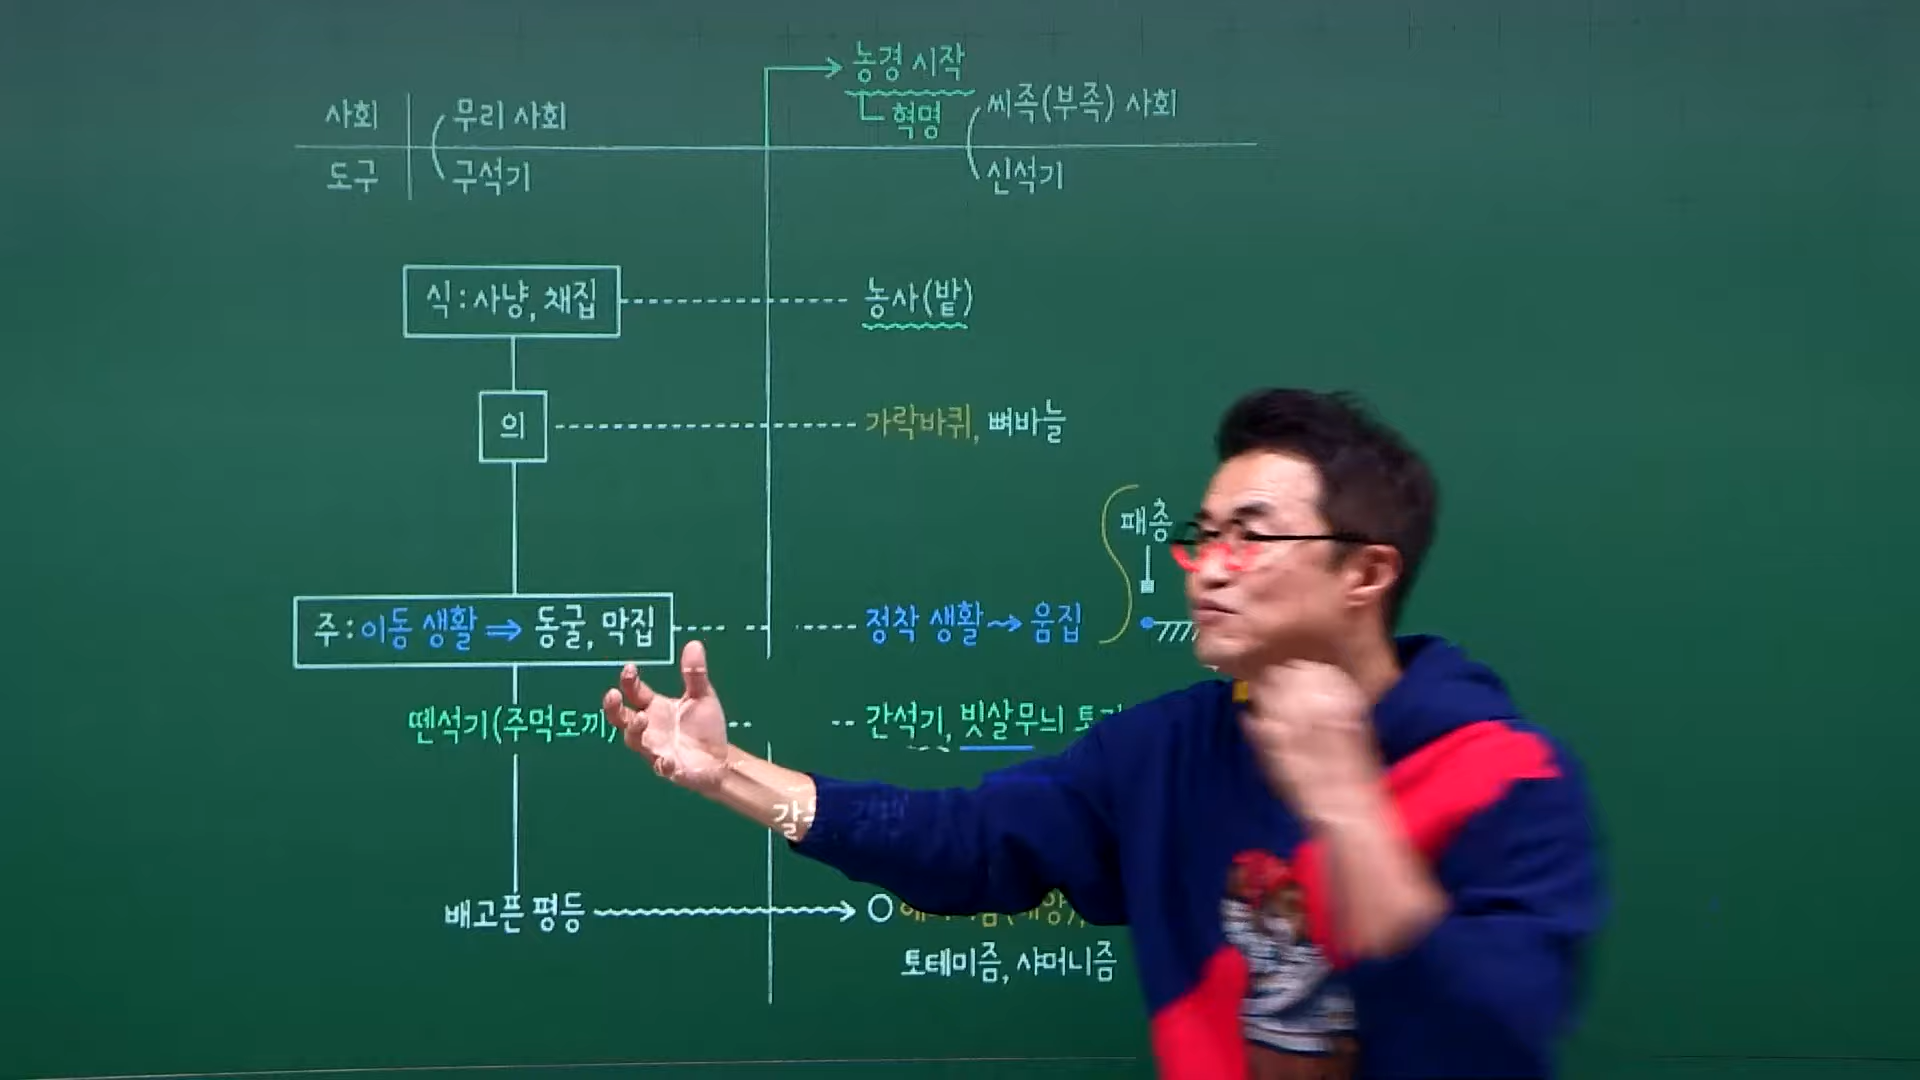 농경 시작
사회 무리 사회 └ 혁명 씨족(부족) 사회
도구 구석기 신석기
식 : 사냥, 채집 농사(밭)
의 가락바퀴, 뼈바늘
패총
주 : 이동 생활 ⇒ 동굴, 막집 정착 생활 → 움집
뗀석기(주먹도끼) 간석기, 빗살무늬
배고픈 평등 → ○
토테미즘, 샤머니즘